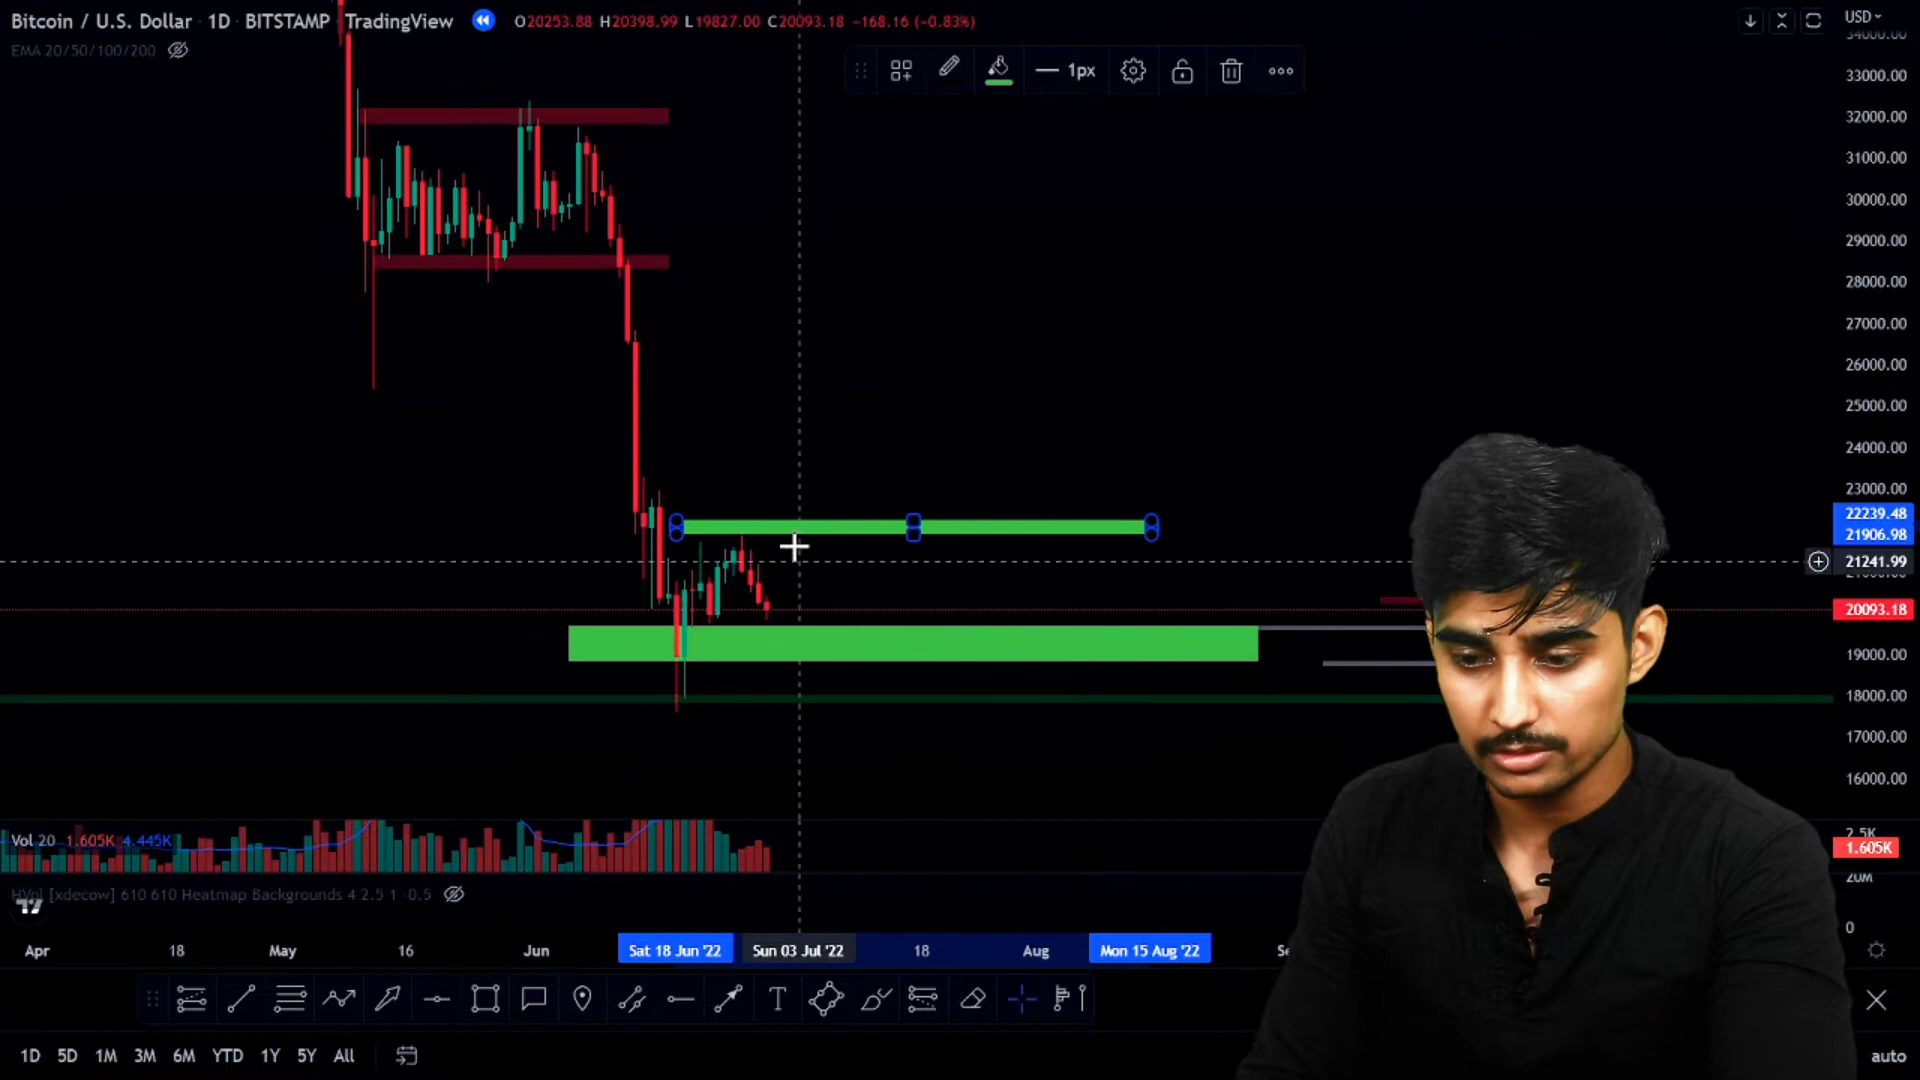 Bitcoin / U.S. Dollar · 1D · BITSTAMP · TradingView O20253.88 H20398.99 L19827.00 C20093.18 −168.16 (−0.83%)
USD
EMA 20/50/100/200
1px
34000.00
33000.00
32000.00
31000.00
30000.00
29000.00
28000.00
27000.00
26000.00
25000.00
24000.00
23000.00
22239.48
21906.98
21241.99
20093.18
19000.00
18000.00
17000.00
16000.00
Vol 20 1.605K 4.445K
2.5K
1.605K
20M
HVol [xdecow] 610 610 Heatmap Backgrounds 4 2.5 1 -0.5
0
Apr 18 May 16 Jun Sat 18 Jun '22 Sun 03 Jul '22 18 Aug Mon 15 Aug '22
T
1D 5D 1M 3M 6M YTD 1Y 5Y All
auto